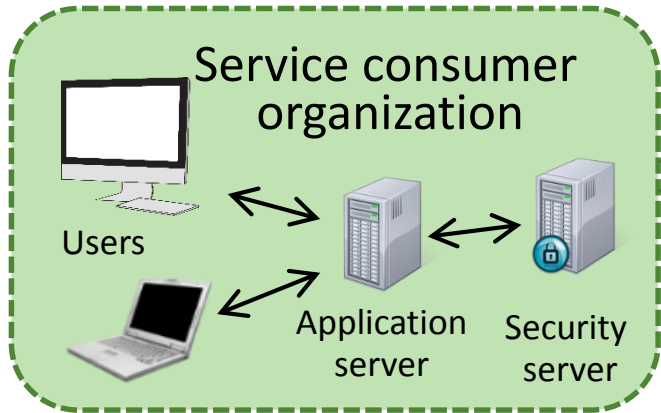 Service consumer
organization
Users
Application
server
Security
server